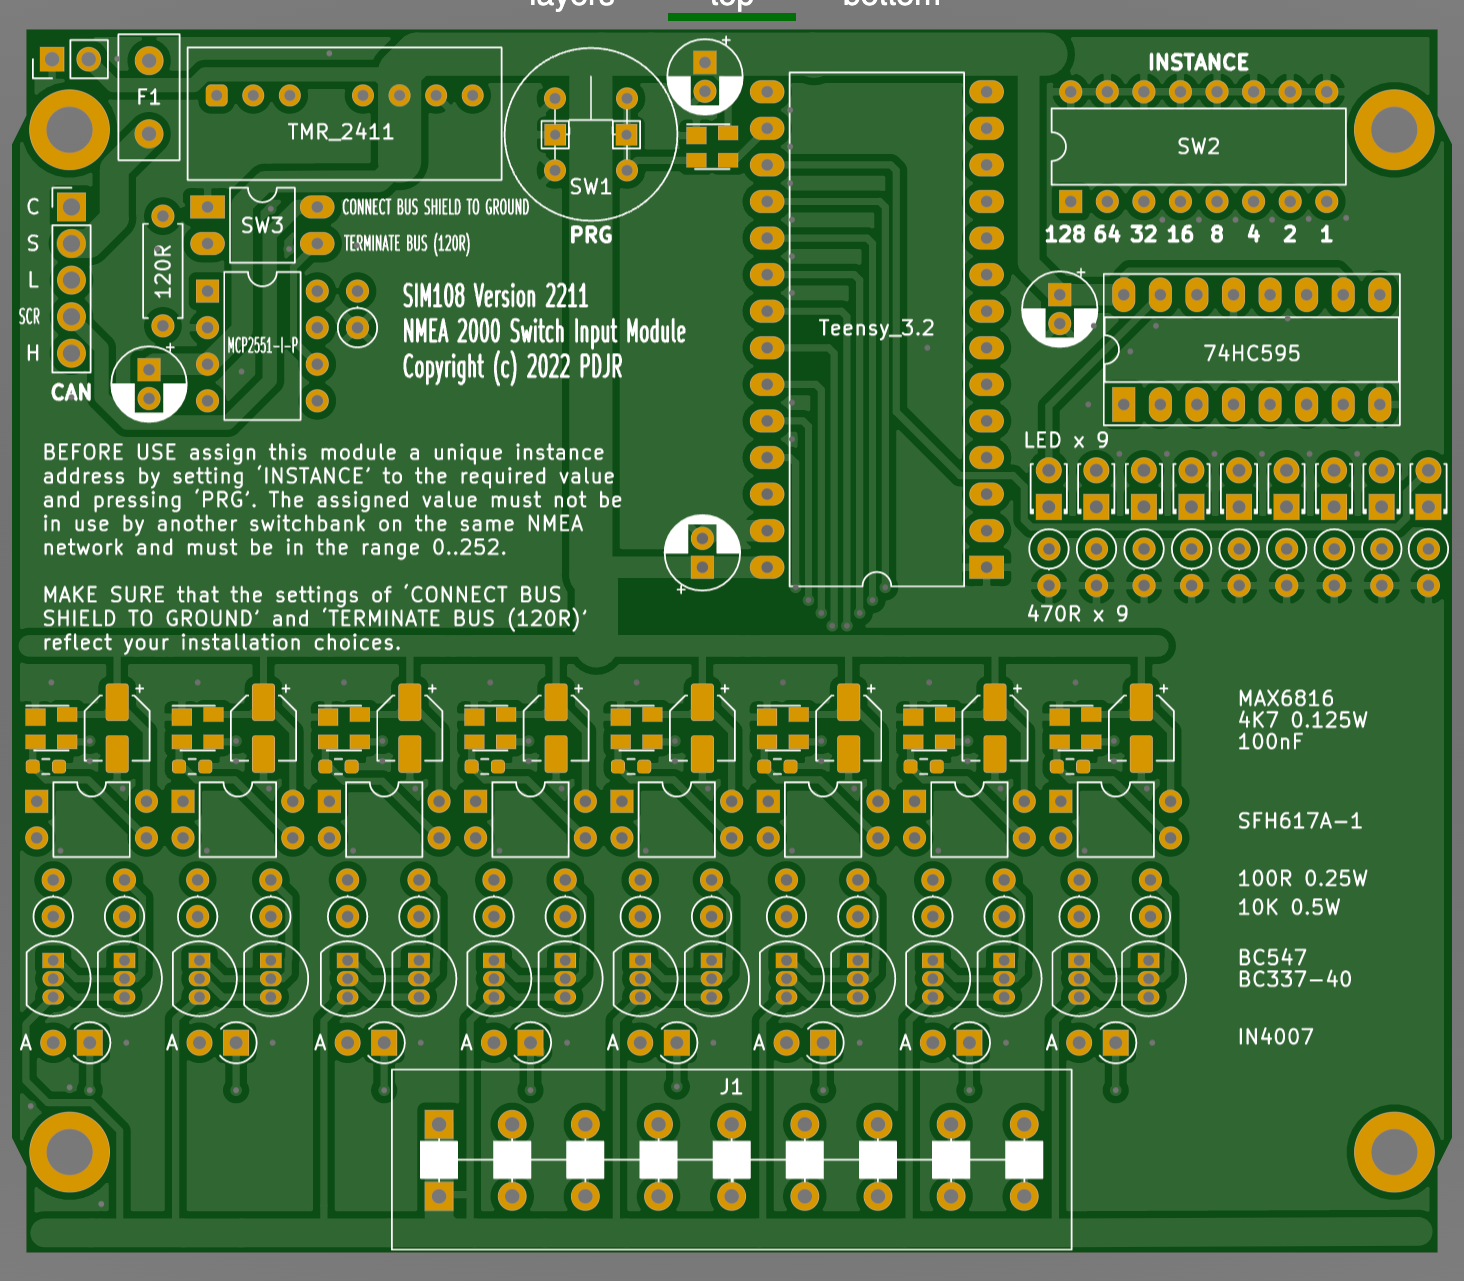 layers top bottom
INSTANCE
F1
TMR_2411
SW2
SW1
PRG
C
SW3
CONNECT BUS SHIELD TO GROUND
S
TERMINATE BUS (120R)
128 64 32 16 8 4 2 1
L
120R
SIM108 Version 2211
SCR
NMEA 2000 Switch Input Module
Teensy_3.2
H
MCP2551-I-P
Copyright (c) 2022 PDJR
74HC595
CAN
LED x 9
BEFORE USE assign this module a unique instance
address by setting 'INSTANCE' to the required value
and pressing 'PRG'. The assigned value must not be
in use by another switchbank on the same NMEA
network and must be in the range 0..252.
MAKE SURE that the settings of 'CONNECT BUS
SHIELD TO GROUND' and 'TERMINATE BUS (120R)'
reflect your installation choices.
470R x 9
MAX6816
4K7 0.125W
100nF
SFH617A-1
100R 0.25W
10K 0.5W
BC547
BC337-40
A A A A A A A A
IN4007
J1